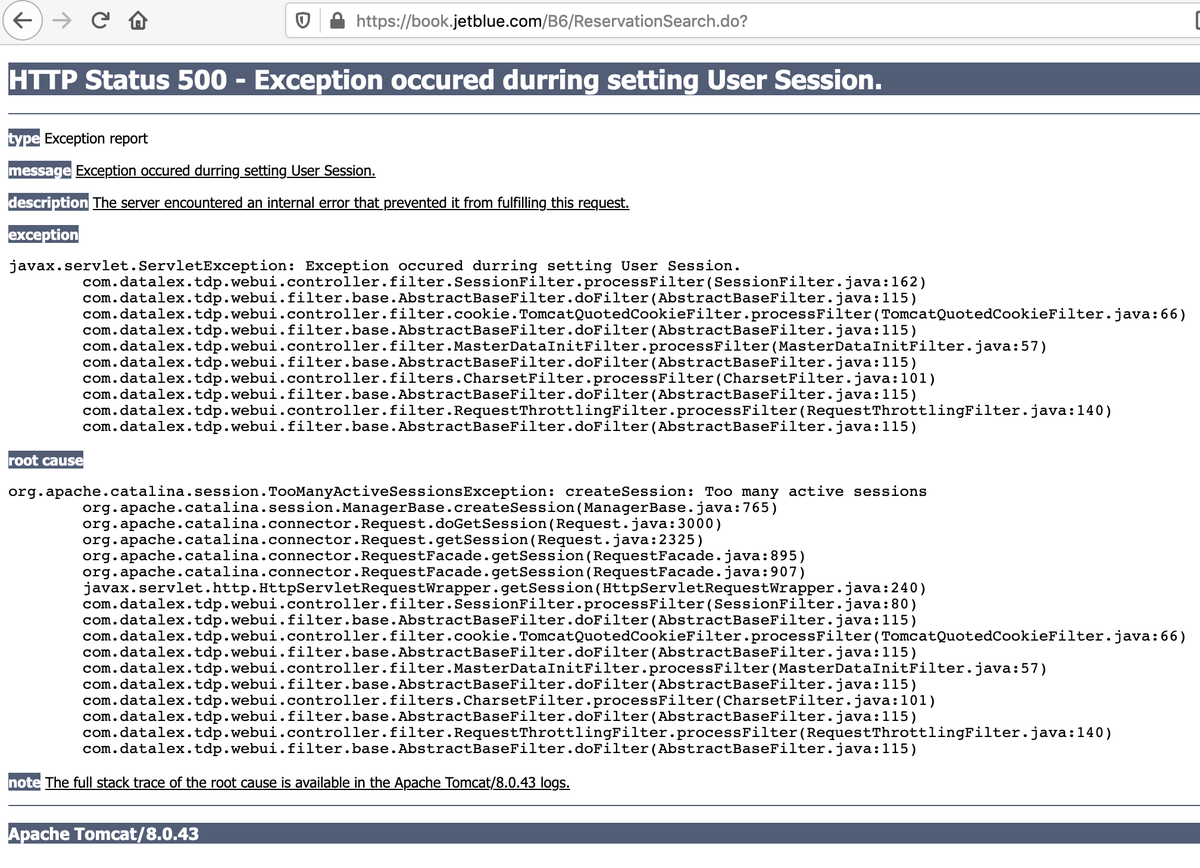 https://book.jetblue.com/B6/ReservationSearch.do?
HTTP Status 500 - Exception occured durring setting User Session.
type Exception report
message Exception occured durring setting User Session.
description The server encountered an internal error that prevented it from fulfilling this request.
exception
javax.servlet.ServletException: Exception occured durring setting User Session.
com.datalex.tdp.webui.controller.filter.SessionFilter.processFilter(SessionFilter.java:162)
com.datalex.tdp.webui.filter.base.AbstractBaseFilter.doFilter(AbstractBaseFilter.java:115)
com.datalex.tdp.webui.controller.filter.cookie.TomcatQuotedCookieFilter.processFilter(TomcatQuotedCookieFilter.java:66)
com.datalex.tdp.webui.filter.base.AbstractBaseFilter.doFilter(AbstractBaseFilter.java:115)
com.datalex.tdp.webui.controller.filter.MasterDataInitFilter.processFilter(MasterDataInitFilter.java:57)
com.datalex.tdp.webui.filter.base.AbstractBaseFilter.doFilter(AbstractBaseFilter.java:115)
com.datalex.tdp.webui.controller.filters.CharsetFilter.processFilter(CharsetFilter.java:101)
com.datalex.tdp.webui.filter.base.AbstractBaseFilter.doFilter(AbstractBaseFilter.java:115)
com.datalex.tdp.webui.controller.filter.RequestThrottlingFilter.processFilter(RequestThrottlingFilter.java:140)
com.datalex.tdp.webui.filter.base.AbstractBaseFilter.doFilter(AbstractBaseFilter.java:115)
root cause
org.apache.catalina.session.TooManyActiveSessionsException: createSession: Too many active sessions
org.apache.catalina.session.ManagerBase.createSession(ManagerBase.java:765)
org.apache.catalina.connector.Request.doGetSession(Request.java:3000)
org.apache.catalina.connector.Request.getSession(Request.java:2325)
org.apache.catalina.connector.RequestFacade.getSession(RequestFacade.java:895)
org.apache.catalina.connector.RequestFacade.getSession(RequestFacade.java:907)
javax.servlet.http.HttpServletRequestWrapper.getSession(HttpServletRequestWrapper.java:240)
com.datalex.tdp.webui.controller.filter.SessionFilter.processFilter(SessionFilter.java:80)
com.datalex.tdp.webui.filter.base.AbstractBaseFilter.doFilter(AbstractBaseFilter.java:115)
com.datalex.tdp.webui.controller.filter.cookie.TomcatQuotedCookieFilter.processFilter(TomcatQuotedCookieFilter.java:66)
com.datalex.tdp.webui.filter.base.AbstractBaseFilter.doFilter(AbstractBaseFilter.java:115)
com.datalex.tdp.webui.controller.filter.MasterDataInitFilter.processFilter(MasterDataInitFilter.java:57)
com.datalex.tdp.webui.filter.base.AbstractBaseFilter.doFilter(AbstractBaseFilter.java:115)
com.datalex.tdp.webui.controller.filters.CharsetFilter.processFilter(CharsetFilter.java:101)
com.datalex.tdp.webui.filter.base.AbstractBaseFilter.doFilter(AbstractBaseFilter.java:115)
com.datalex.tdp.webui.controller.filter.RequestThrottlingFilter.processFilter(RequestThrottlingFilter.java:140)
com.datalex.tdp.webui.filter.base.AbstractBaseFilter.doFilter(AbstractBaseFilter.java:115)
note The full stack trace of the root cause is available in the Apache Tomcat/8.0.43 logs.
Apache Tomcat/8.0.43